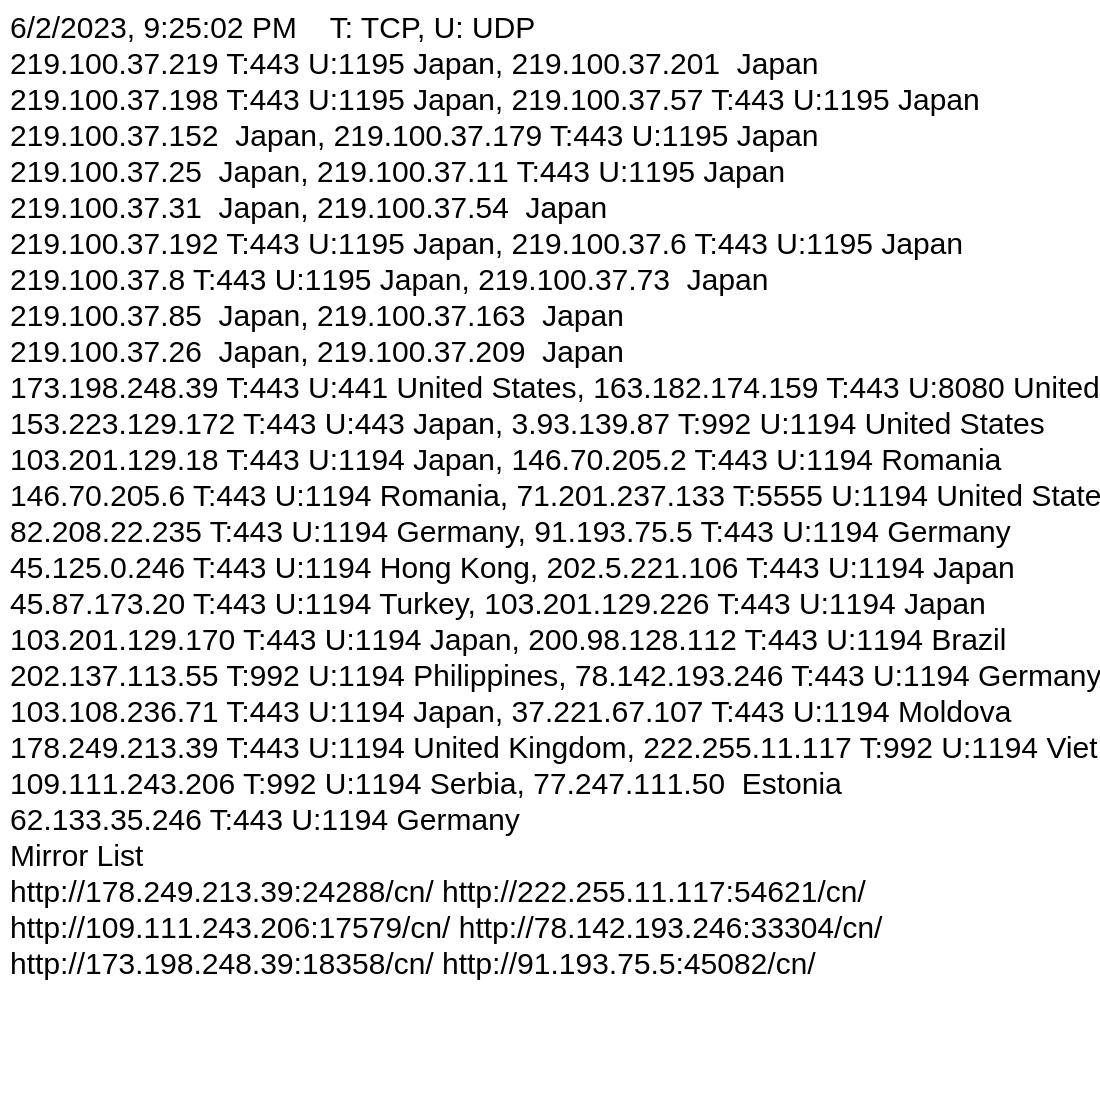 6/2/2023, 9:25:02 PM    T: TCP, U: UDP
219.100.37.219 T:443 U:1195 Japan, 219.100.37.201  Japan
219.100.37.198 T:443 U:1195 Japan, 219.100.37.57 T:443 U:1195 Japan
219.100.37.152  Japan, 219.100.37.179 T:443 U:1195 Japan
219.100.37.25  Japan, 219.100.37.11 T:443 U:1195 Japan
219.100.37.31  Japan, 219.100.37.54  Japan
219.100.37.192 T:443 U:1195 Japan, 219.100.37.6 T:443 U:1195 Japan
219.100.37.8 T:443 U:1195 Japan, 219.100.37.73  Japan
219.100.37.85  Japan, 219.100.37.163  Japan
219.100.37.26  Japan, 219.100.37.209  Japan
173.198.248.39 T:443 U:441 United States, 163.182.174.159 T:443 U:8080 United
153.223.129.172 T:443 U:443 Japan, 3.93.139.87 T:992 U:1194 United States
103.201.129.18 T:443 U:1194 Japan, 146.70.205.2 T:443 U:1194 Romania
146.70.205.6 T:443 U:1194 Romania, 71.201.237.133 T:5555 U:1194 United State
82.208.22.235 T:443 U:1194 Germany, 91.193.75.5 T:443 U:1194 Germany
45.125.0.246 T:443 U:1194 Hong Kong, 202.5.221.106 T:443 U:1194 Japan
45.87.173.20 T:443 U:1194 Turkey, 103.201.129.226 T:443 U:1194 Japan
103.201.129.170 T:443 U:1194 Japan, 200.98.128.112 T:443 U:1194 Brazil
202.137.113.55 T:992 U:1194 Philippines, 78.142.193.246 T:443 U:1194 Germany
103.108.236.71 T:443 U:1194 Japan, 37.221.67.107 T:443 U:1194 Moldova
178.249.213.39 T:443 U:1194 United Kingdom, 222.255.11.117 T:992 U:1194 Viet
109.111.243.206 T:992 U:1194 Serbia, 77.247.111.50  Estonia
62.133.35.246 T:443 U:1194 Germany
Mirror List
http://178.249.213.39:24288/cn/ http://222.255.11.117:54621/cn/
http://109.111.243.206:17579/cn/ http://78.142.193.246:33304/cn/
http://173.198.248.39:18358/cn/ http://91.193.75.5:45082/cn/